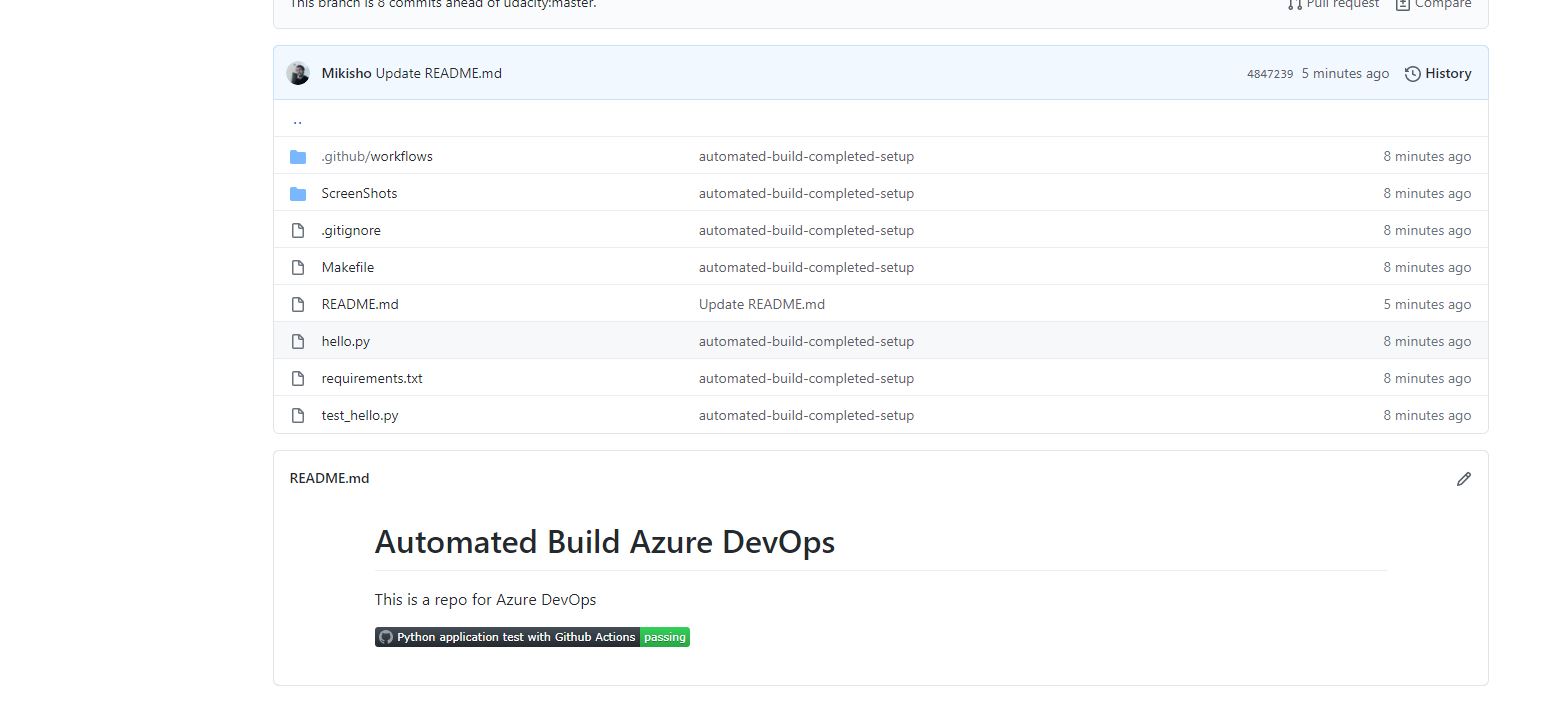 This branch is 8 commits ahead of udacity:master. Pull request Compare
Mikisho Update README.md 4847239 5 minutes ago History
..
.github/workflows automated-build-completed-setup 8 minutes ago
ScreenShots automated-build-completed-setup 8 minutes ago
.gitignore automated-build-completed-setup 8 minutes ago
Makefile automated-build-completed-setup 8 minutes ago
README.md Update README.md 5 minutes ago
hello.py automated-build-completed-setup 8 minutes ago
requirements.txt automated-build-completed-setup 8 minutes ago
test_hello.py automated-build-completed-setup 8 minutes ago
README.md
Automated Build Azure DevOps
This is a repo for Azure DevOps
Python application test with Github Actions passing